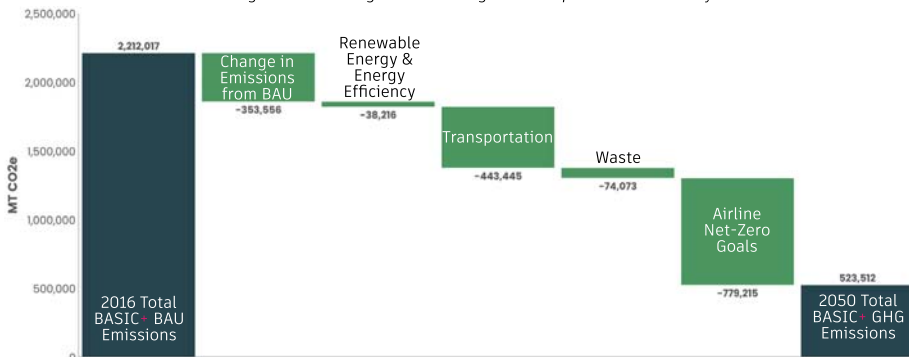 2,500,000
2,212,017
Renewable
Energy &
Energy
Efficiency
Change in
Emissions
from BAU
2,000,000
-353,556
-38,216
Transportation
1,500,000
Waste
-443,445
-74,073
MT CO2e
1,000,000
Airline
Net-Zero
Goals
500,000
523,512
-779,215
2016 Total
BASIC+ BAU
Emissions
2050 Total
BASIC+ GHG
Emissions
0